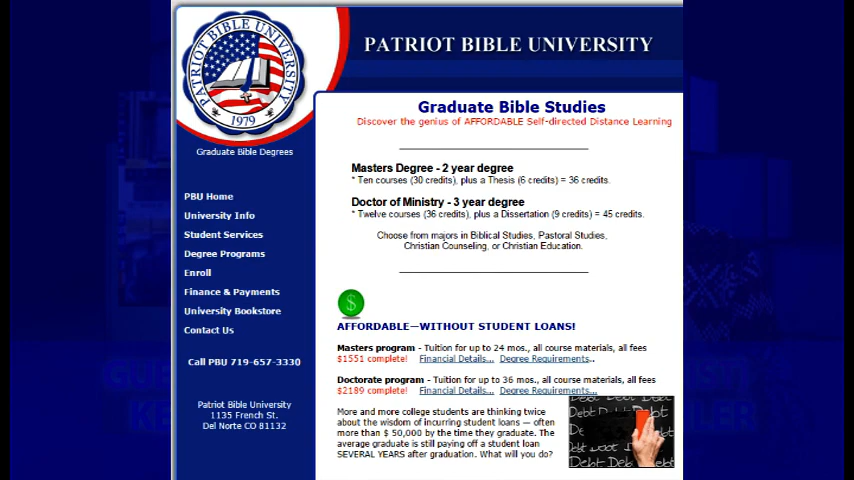 PATRIOT BIBLE UNIVERSITY
1979
PATRIOT BIBLE UNIVERSITY
Graduate Bible Degrees
PBU Home
University Info
Student Services
Degree Programs
Enroll
Finance & Payments
University Bookstore
Contact Us
Call PBU 719-657-3330
Patriot Bible University
1135 French St.
Del Norte CO 81132
Graduate Bible Studies
Discover the genius of AFFORDABLE Self-directed Distance Learning
Masters Degree - 2 year degree
* Ten courses (30 credits), plus a Thesis (6 credits) = 36 credits.
Doctor of Ministry - 3 year degree
* Twelve courses (36 credits), plus a Dissertation (9 credits) = 45 credits.
Choose from majors in Biblical Studies, Pastoral Studies,
Christian Counseling, or Christian Education.
$
AFFORDABLE—WITHOUT STUDENT LOANS!
Masters program - Tuition for up to 24 mos., all course materials, all fees
$1551 complete! Financial Details... Degree Requirements..
Doctorate program - Tuition for up to 36 mos., all course materials, all fees
$2189 complete! Financial Details... Degree Requirements...
More and more college students are thinking twice
about the wisdom of incurring student loans — often
more than $ 50,000 by the time they graduate. The
average graduate is still paying off a student loan
SEVERAL YEARS after graduation. What will you do?
Debt Debt Debt
Debt Debt